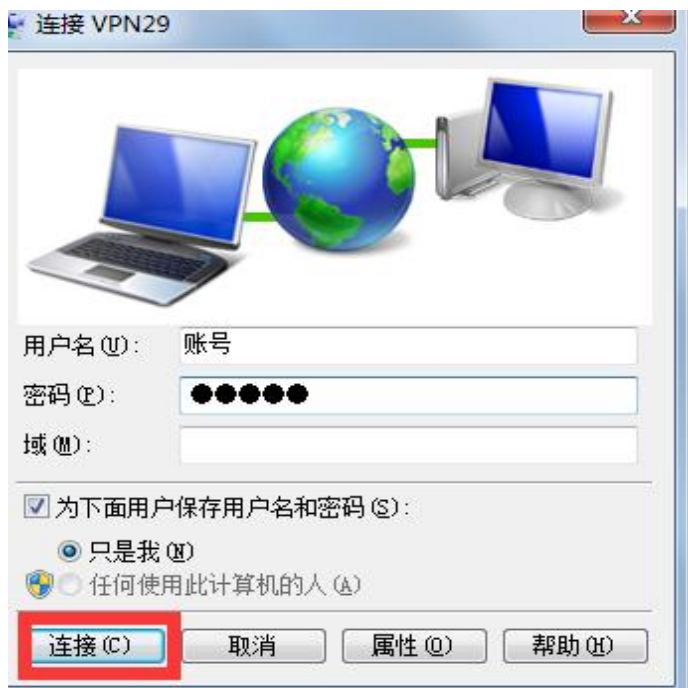 连接 VPN29
用户名(U): 账号
密码(P): ●●●●●
域(M):
为下面用户保存用户名和密码(S):
只是我(N)
任何使用此计算机的人(A)
连接(C) 取消 属性(O) 帮助(H)